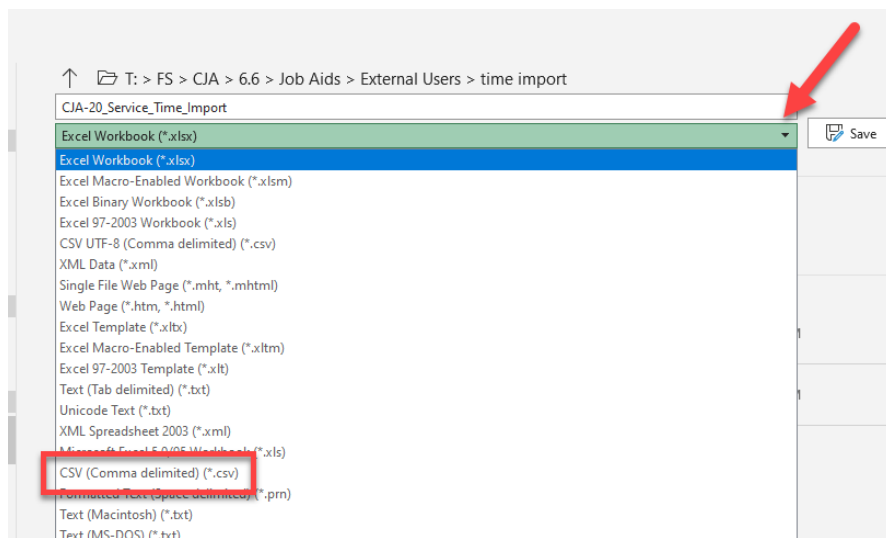 T: > FS > CJA > 6.6 > Job Aids > External Users > time import
CJA-20_Service_Time_Import
Excel Workbook (*.xlsx)
Save
Excel Workbook (*.xlsx)
Excel Macro-Enabled Workbook (*.xlsm)
Excel Binary Workbook (*.xlsb)
Excel 97-2003 Workbook (*.xls)
CSV UTF-8 (Comma delimited) (*.csv)
XML Data (*.xml)
Single File Web Page (*.mht, *.mhtml)
Web Page (*.htm, *.html)
Excel Template (*.xltx)
Excel Macro-Enabled Template (*.xltm)
Excel 97-2003 Template (*.xlt)
Text (Tab delimited) (*.txt)
Unicode Text (*.txt)
XML Spreadsheet 2003 (*.xml)
Microsoft Excel 5.0/95 Workbook (*.xls)
CSV (Comma delimited) (*.csv)
Formatted Text (Space delimited) (*.prn)
Text (Macintosh) (*.txt)
Text (MS-DOS) (*.txt)